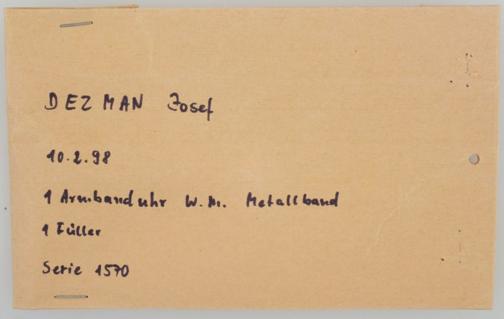 DEZMAN Josef
10.2.98
1 Armbanduhr W.M. Metallband
1 Füller
Serie 1570